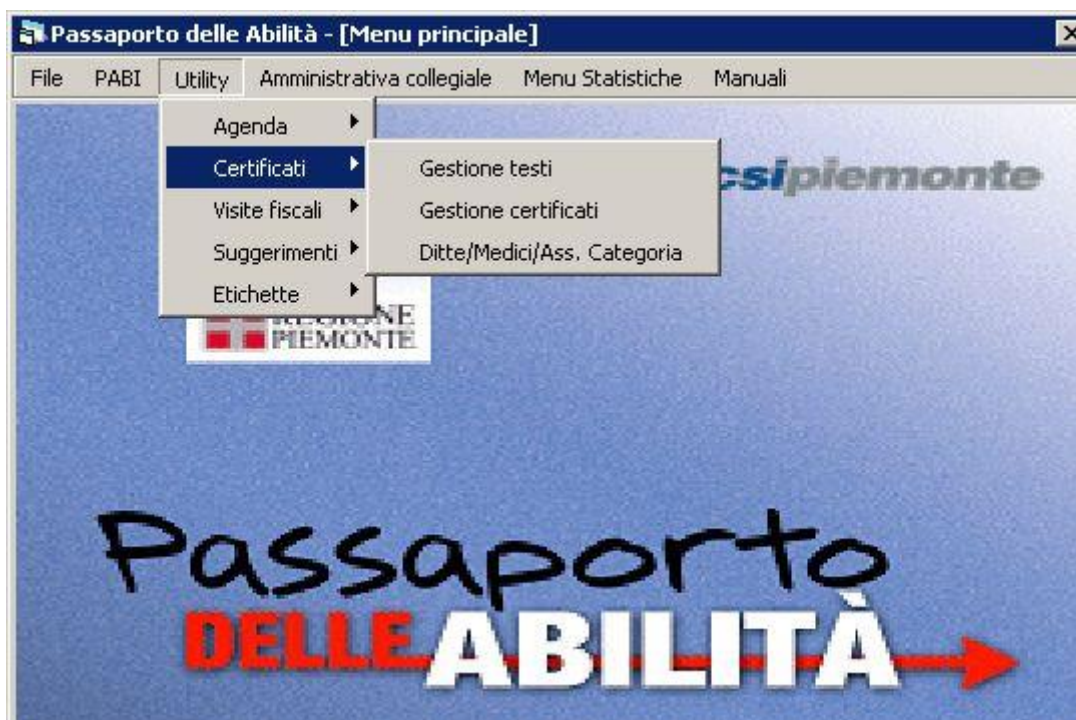 Passaporto delle Abilità - [Menu principale]
File PABI Utility Amministrativa collegiale Menu Statistiche Manuali
Agenda
Certificati
Visite fiscali
Suggerimenti
Etichette
Gestione testi
Gestione certificati
Ditte/Medici/Ass. Categoria
csipiemonte
REGIONE
PIEMONTE
Passaporto
DELLE ABILITÀ